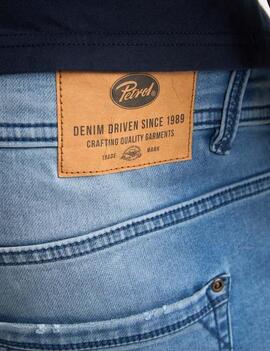 Petrol
DENIM DRIVEN SINCE 1989
CRAFTING QUALITY GARMENTS
TRADE MARK